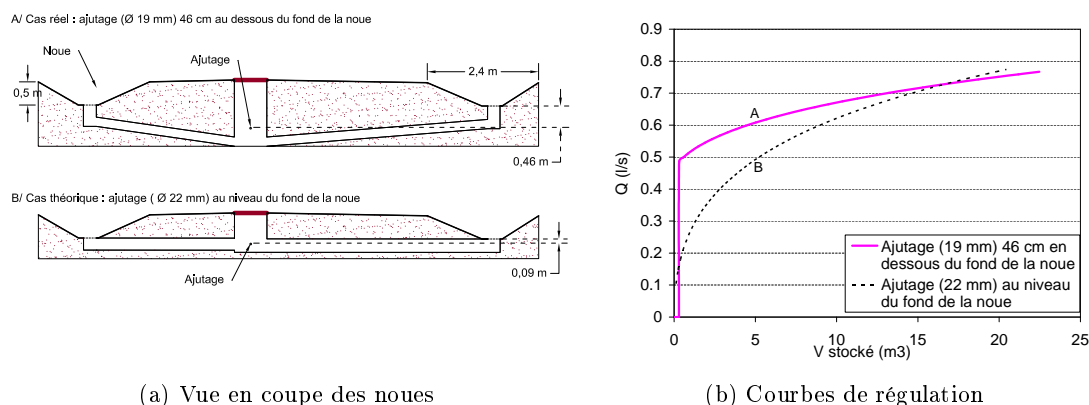 A/ Cas réel : ajutage (Ø 19 mm) 46 cm au dessous du fond de la noue
Noue
Ajutage
2,4 m
0,5 m
0,46 m
B/ Cas théorique : ajutage ( Ø 22 mm) au niveau du fond de la noue
Ajutage
0,09 m
(a) Vue en coupe des noues
0.9
0.8
0.7
0.6
0.5
0.4
0.3
0.2
0.1
0
Q (l/s)
A
B
Ajutage (19 mm) 46 cm en
dessous du fond de la noue
Ajutage (22 mm) au niveau
du fond de la noue
0 5 10 15 20 25
V stocké (m3)
(b) Courbes de régulation